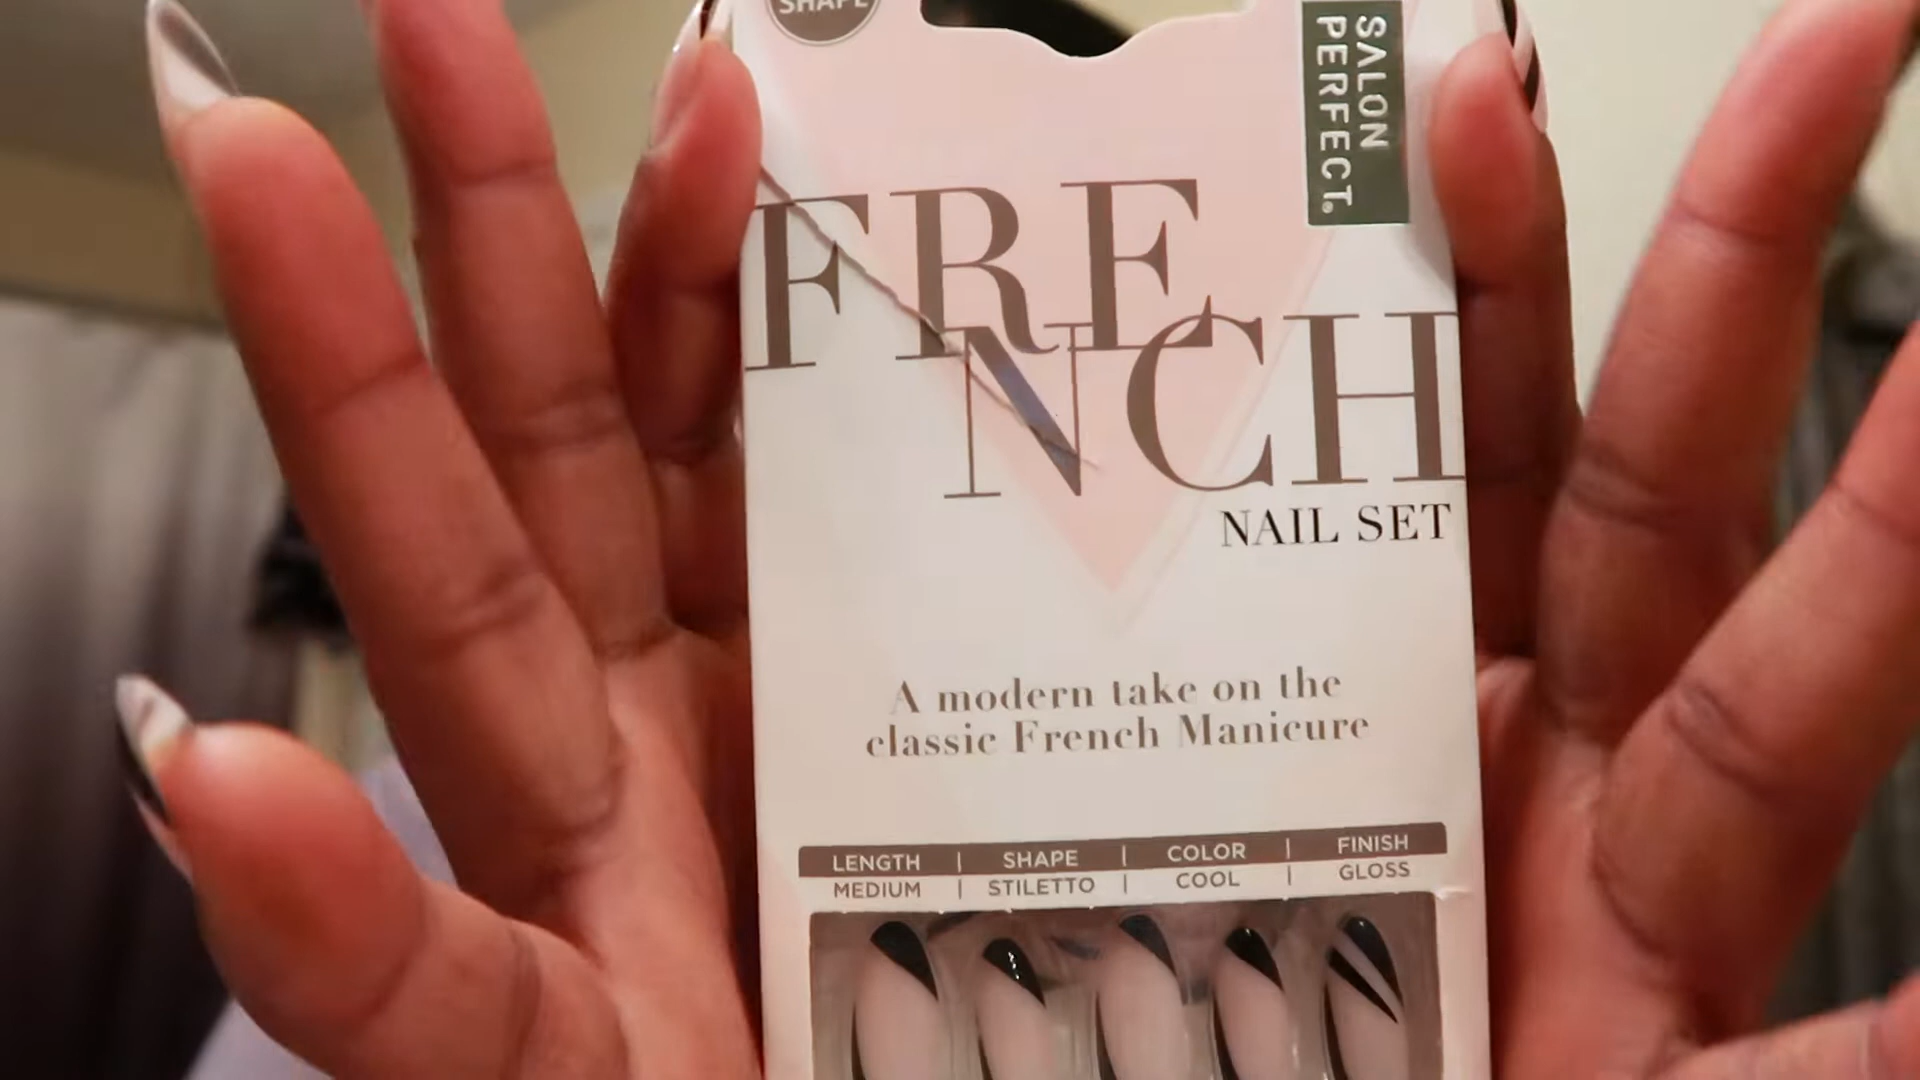 SHAPE
SALON
PERFECT.
FRE
NCH
NAIL SET
A modern take on the
classic French Manicure
LENGTH | SHAPE | COLOR | FINISH
MEDIUM | STILETTO | COOL | GLOSS